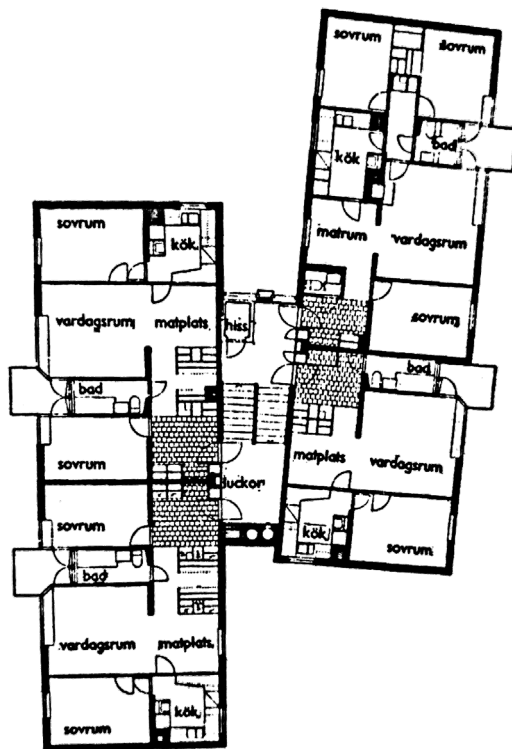 sovrum
sovrum
bad
kök
matrum
vardagsrum
sovrum
sovrum
kök
vardagsrum
matplats
hiss
bad
bad
sovrum
luckor
matplats
vardagsrum
sovrum
kök
sovrum
bad
vardagsrum
matplats
sovrum
kök